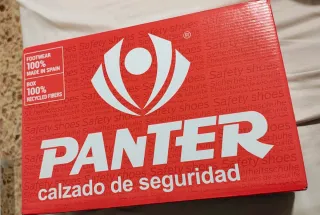 FOOTWEAR
100%
MADE IN SPAIN
BOX
100%
RECYCLED FIBERS
®
PANTER
calzado de seguridad